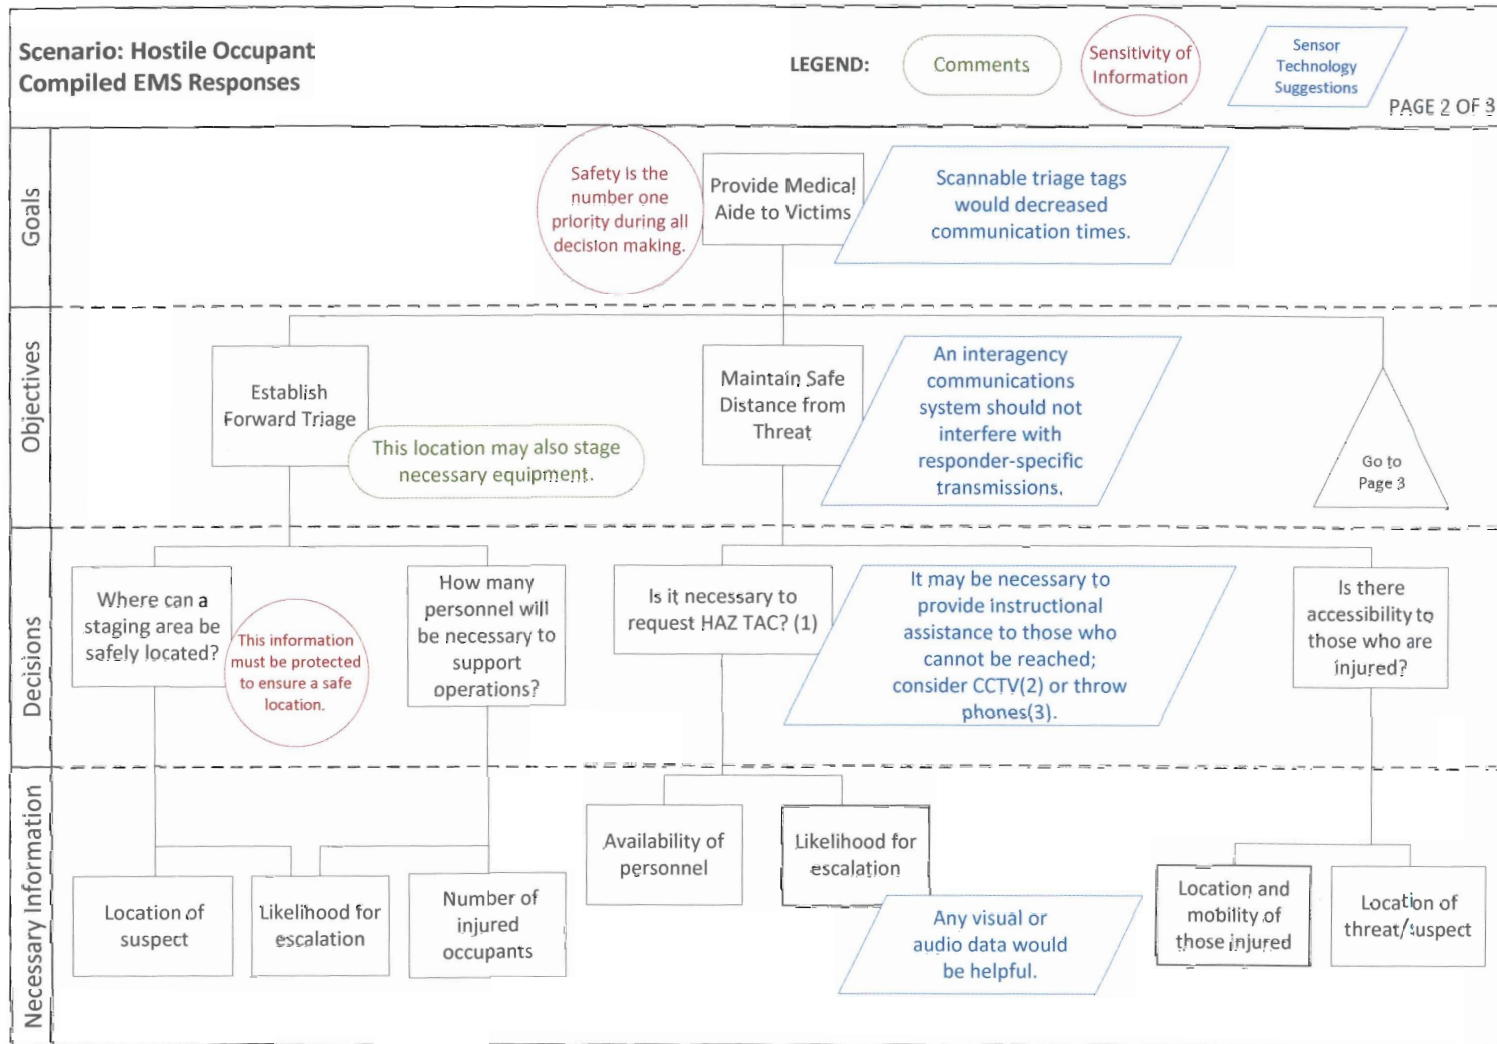 Scenario: Hostile Occupant
Compiled EMS Responses
LEGEND:
Comments
Sensitivity of
Information
Sensor
Technology
Suggestions
PAGE 2 OF 3
Goals
Safety is the
number one
priority during all
decision making.
Provide Medical
Aide to Victims
Scannable triage tags
would decreased
communication times.
Objectives
Establish
Forward Triage
This location may also stage
necessary equipment.
Maintain Safe
Distance from
Threat
An interagency
communications
system should not
interfere with
responder-specific
transmissions.
Go to
Page 3
Decisions
Where can a
staging area be
safely located?
This information
must be protected
to ensure a safe
location.
How many
personnel will
be necessary to
support
operations?
Is it necessary to
request HAZ TAC? (1)
It may be necessary to
provide instructional
assistance to those who
cannot be reached;
consider CCTV(2) or throw
phones(3).
Is there
accessibility to
those who are
injured?
Necessary Information
Location of
suspect
Likelihood for
escalation
Number of
injured
occupants
Availability of
personnel
Likelihood for
escalation
Any visual or
audio data would
be helpful.
Location and
mobility of
those injured
Location of
threat/suspect